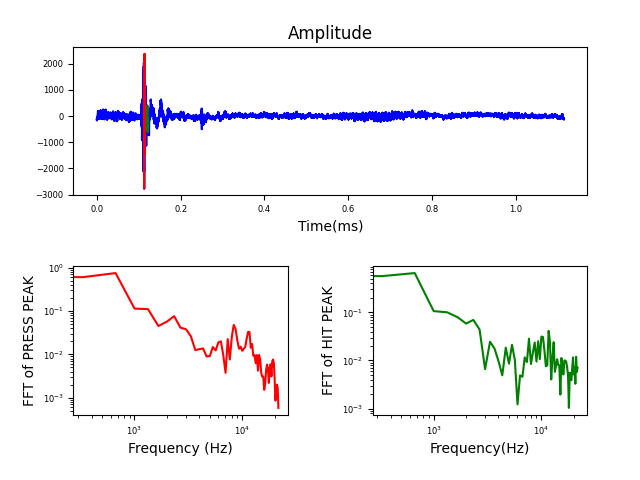 Amplitude
2000
1000
0
−1000
−2000
−3000
0.0 0.2 0.4 0.6 0.8 1.0
Time(ms)
FFT of PRESS PEAK
10⁰
10⁻¹
10⁻²
10⁻³
10³ 10⁴
Frequency (Hz)
FFT of HIT PEAK
10⁻¹
10⁻²
10⁻³
10³ 10⁴
Frequency(Hz)